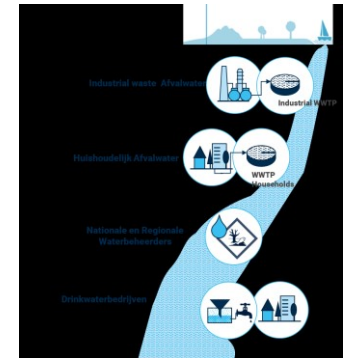 Industrial waste Afvalwater
Industrial WWTP
Huishoudelijk Afvalwater
WWTP
Households
Nationale en Regionale
Waterbeheerders
Drinkwaterbedrijven